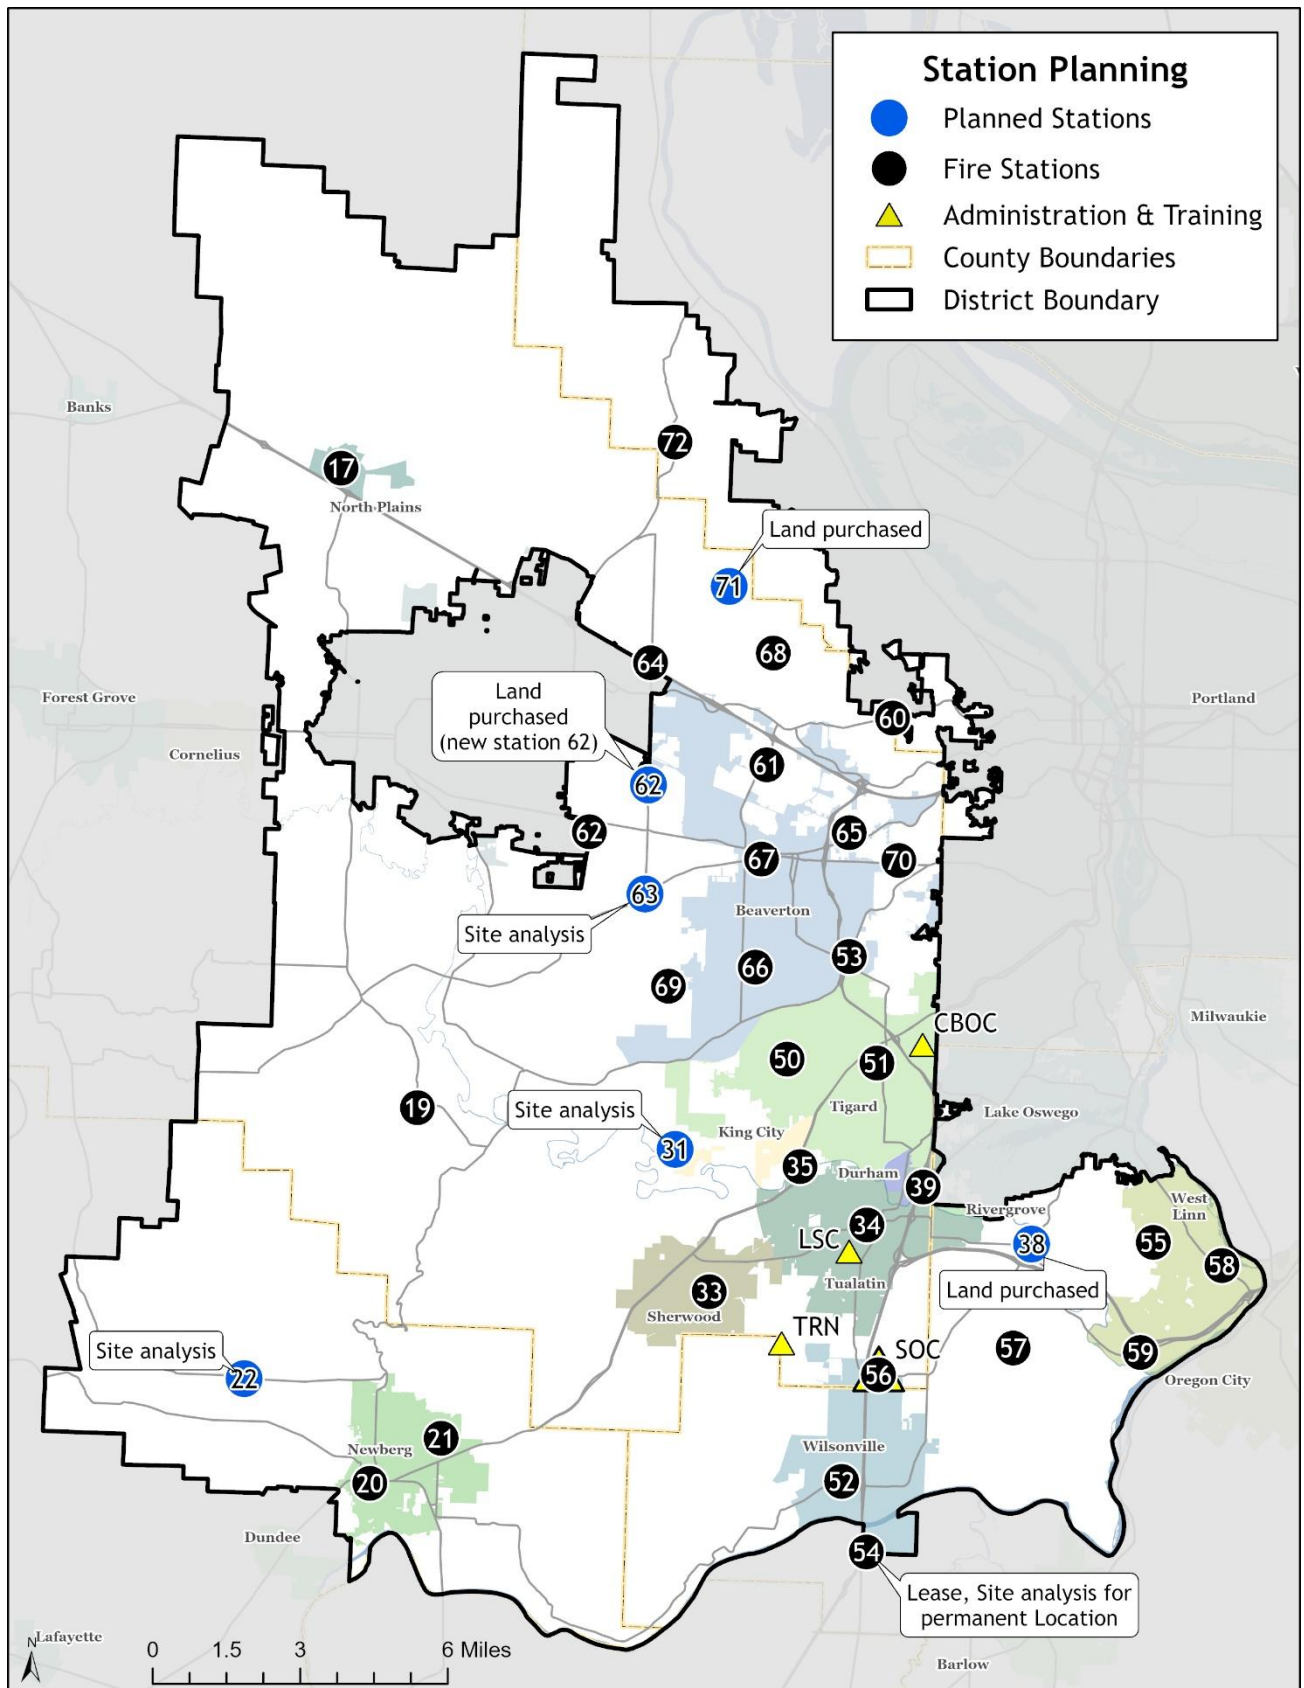 Station Planning
Planned Stations
Fire Stations
Administration & Training
County Boundaries
District Boundary
Banks
72
17
North Plains
Land purchased
71
64
68
Forest Grove
Land
purchased
(new station 62)
60
Portland
Cornelius
61
62
62
65
67
70
63
Beaverton
Site analysis
53
66
69
Milwaukie
CBOC
50
51
19
Site analysis
Tigard
Lake Oswego
King City
31
35
Durham
39
West
Linn
Rivergrove
34
38
55
LSC
58
Tualatin
33
Land purchased
Sherwood
TRN
SOC
57
59
Site analysis
56
Oregon City
22
21
Newberg
Wilsonville
20
52
Dundee
54
Lease, Site analysis for
permanent Location
Lafayette
N
0 1.5 3 6 Miles
Barlow